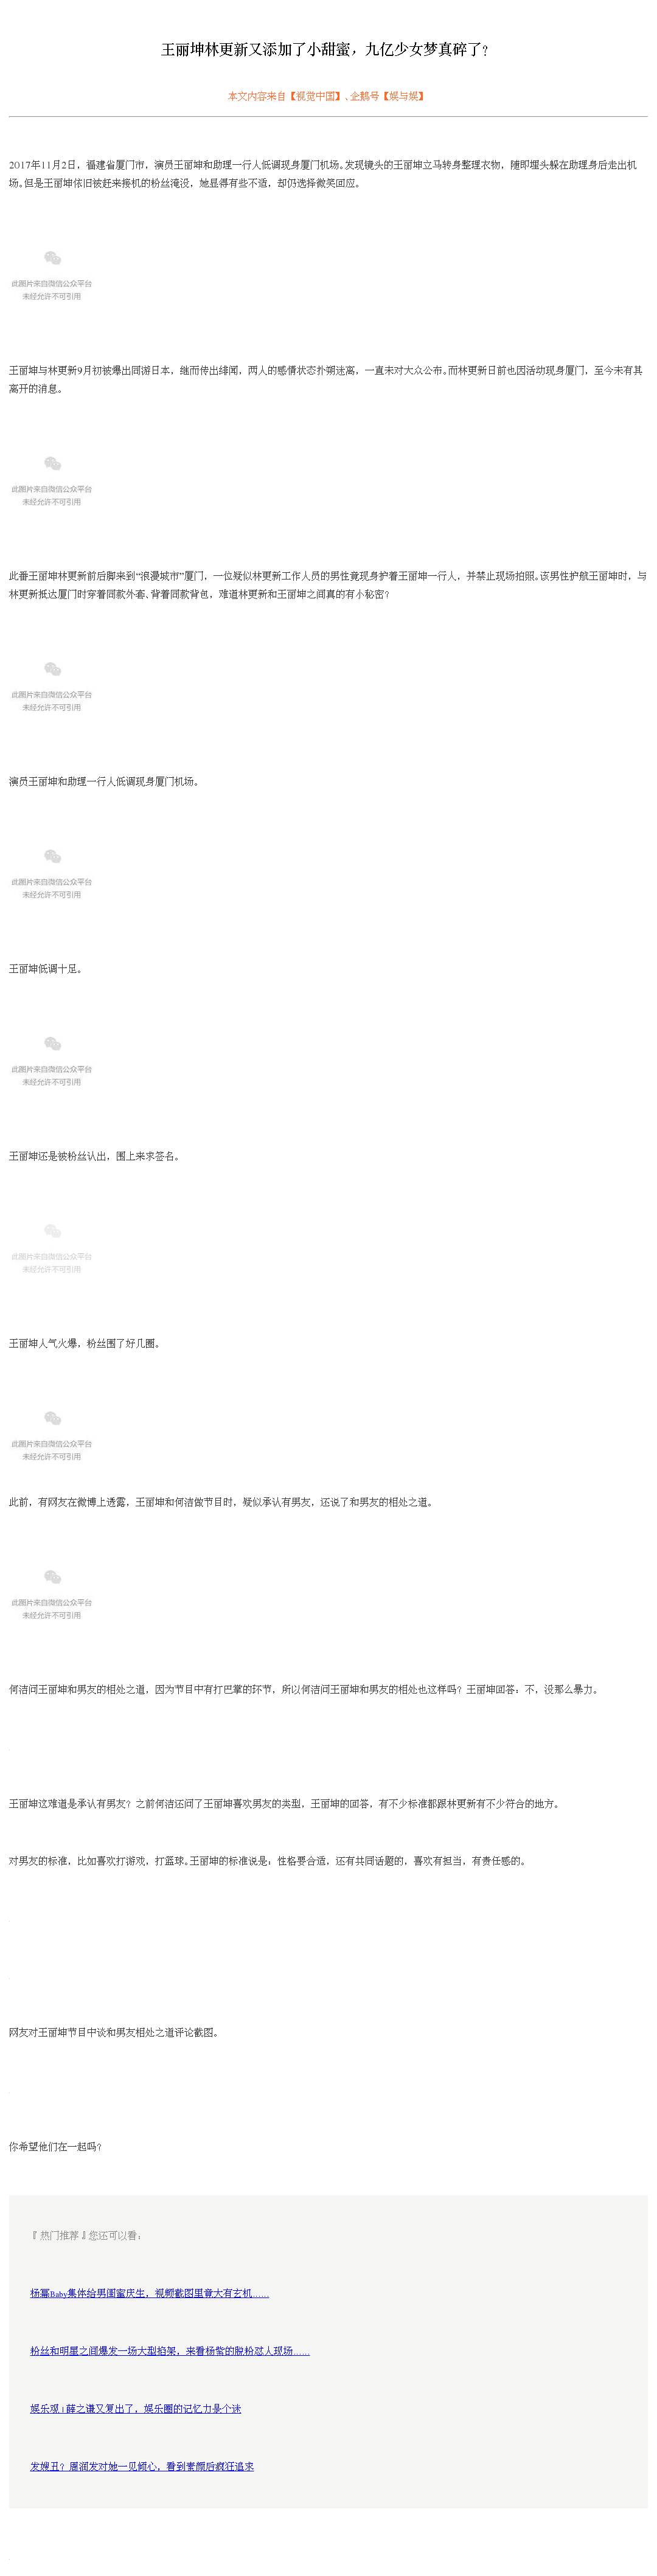 王丽坤林更新又添加了小甜蜜，九亿少女梦真碎了？
本文内容来自【视觉中国】、企鹅号【娱与娱】
2017年11月2日，福建省厦门市，演员王丽坤和助理一行人低调现身厦门机场。发现镜头的王丽坤立马转身整理衣物，随即埋头躲在助理身后走出机
场。但是王丽坤依旧被赶来接机的粉丝淹没，她显得有些不适，却仍选择微笑回应。
此图片来自微信公众平台
未经允许不可引用
王丽坤与林更新9月初被爆出同游日本，继而传出绯闻，两人的感情状态扑朔迷离，一直未对大众公布。而林更新日前也因活动现身厦门，至今未有其
离开的消息。
此图片来自微信公众平台
未经允许不可引用
此番王丽坤林更新前后脚来到“浪漫城市”厦门，一位疑似林更新工作人员的男性竟现身护着王丽坤一行人，并禁止现场拍照。该男性护航王丽坤时，与
林更新抵达厦门时穿着同款外套、背着同款背包，难道林更新和王丽坤之间真的有小秘密？
此图片来自微信公众平台
未经允许不可引用
演员王丽坤和助理一行人低调现身厦门机场。
此图片来自微信公众平台
未经允许不可引用
王丽坤低调十足。
此图片来自微信公众平台
未经允许不可引用
王丽坤还是被粉丝认出，围上来求签名。
此图片来自微信公众平台
未经允许不可引用
王丽坤人气火爆，粉丝围了好几圈。
此图片来自微信公众平台
未经允许不可引用
此前，有网友在微博上透露，王丽坤和何洁做节目时，疑似承认有男友，还说了和男友的相处之道。
此图片来自微信公众平台
未经允许不可引用
何洁问王丽坤和男友的相处之道，因为节目中有打巴掌的环节，所以何洁问王丽坤和男友的相处也这样吗？王丽坤回答：不，没那么暴力。
王丽坤这难道是承认有男友？之前何洁还问了王丽坤喜欢男友的类型，王丽坤的回答，有不少标准都跟林更新有不少符合的地方。
对男友的标准，比如喜欢打游戏，打篮球。王丽坤的标准说是：性格要合适，还有共同话题的，喜欢有担当，有责任感的。
网友对王丽坤节目中谈和男友相处之道评论截图。
你希望他们在一起吗？
『热门推荐』您还可以看：
杨幂Baby集体给男闺蜜庆生，视频截图里竟大有玄机……
粉丝和明星之间爆发一场大型掐架，来看杨紫的脱粉怼人现场……
娱乐观 | 薛之谦又复出了，娱乐圈的记忆力是个迷
发嫂丑？周润发对她一见倾心，看到素颜后疯狂追求